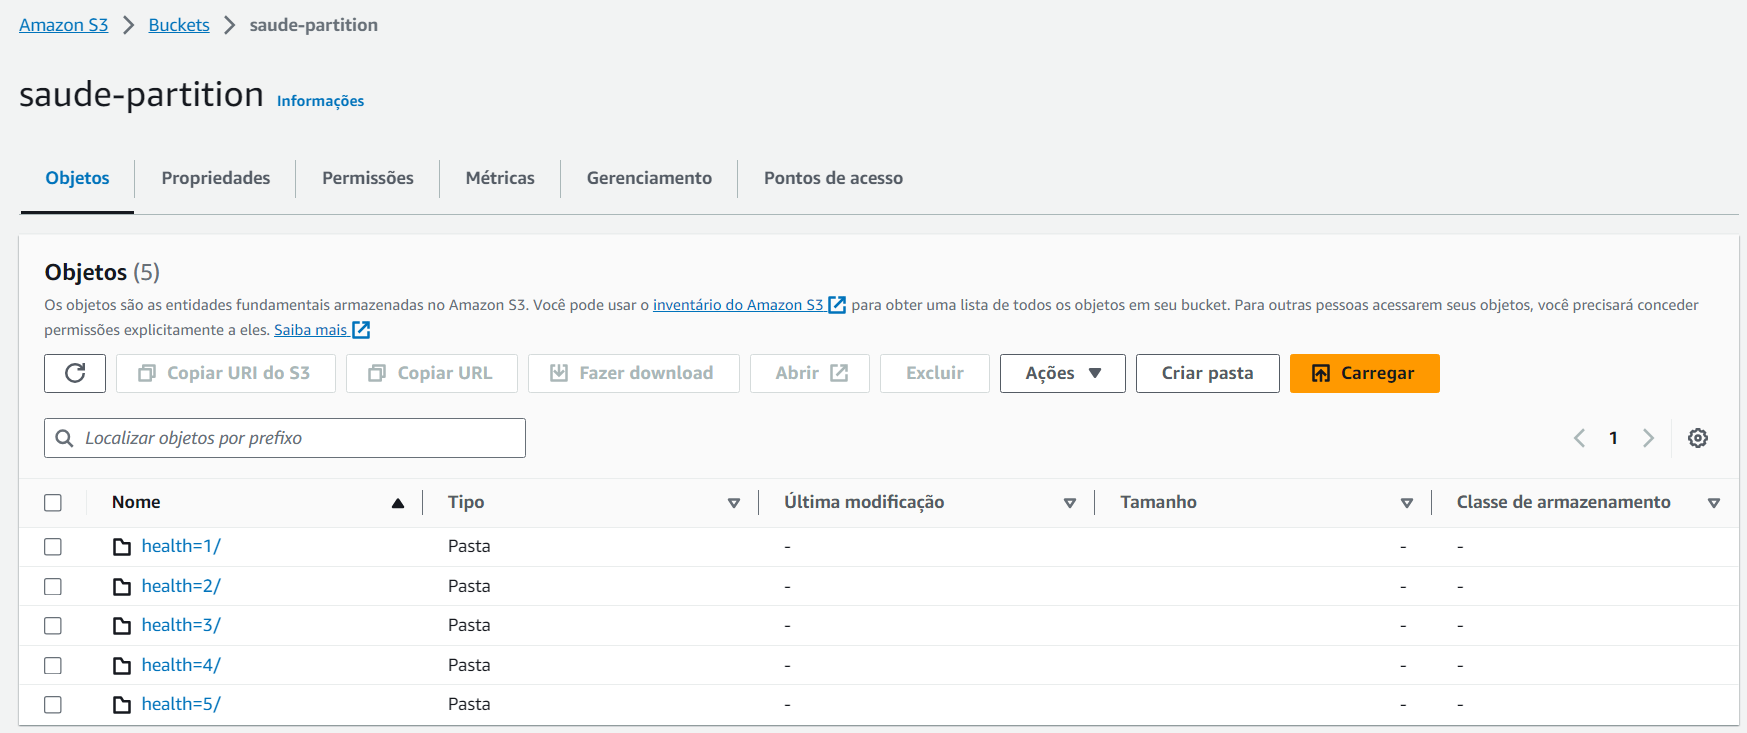 Amazon S3 > Buckets > saude-partition
saude-partition Informações
Objetos Propriedades Permissões Métricas Gerenciamento Pontos de acesso
Objetos (5)
Os objetos são as entidades fundamentais armazenadas no Amazon S3. Você pode usar o inventário do Amazon S3 para obter uma lista de todos os objetos em seu bucket. Para outras pessoas acessarem seus objetos, você precisará conceder
permissões explicitamente a eles. Saiba mais
Copiar URI do S3 Copiar URL Fazer download Abrir Excluir Ações Criar pasta Carregar
Localizar objetos por prefixo 1
Nome Tipo Última modificação Tamanho Classe de armazenamento
health=1/ Pasta - - -
health=2/ Pasta - - -
health=3/ Pasta - - -
health=4/ Pasta - - -
health=5/ Pasta - - -